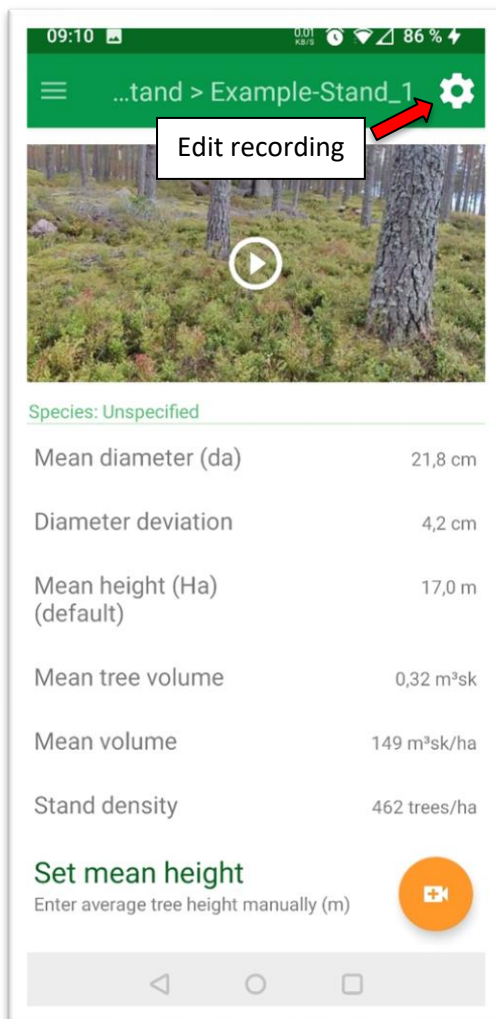 09:10 0.01 KB/S 86 %
...tand > Example-Stand_1
Edit recording
Species: Unspecified
Mean diameter (da) 21,8 cm
Diameter deviation 4,2 cm
Mean height (Ha) 17,0 m
(default)
Mean tree volume 0,32 m³sk
Mean volume 149 m³sk/ha
Stand density 462 trees/ha
Set mean height
Enter average tree height manually (m)